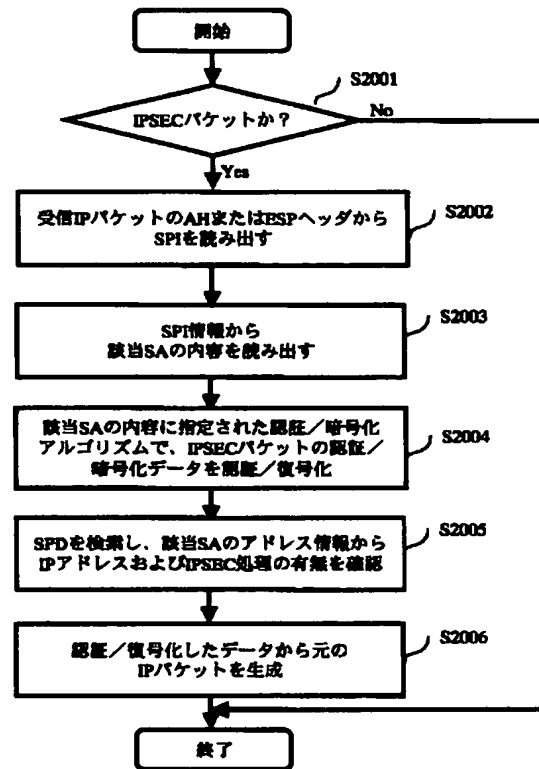 開始
S2001
IPSECパケットか？
No
Yes
受信IPパケットのAHまたはESPヘッダから
SPIを読み出す
S2002
SPI情報から
該当SAの内容を読み出す
S2003
該当SAの内容に指定された認証／暗号化
アルゴリズムで、IPSECパケットの認証／
暗号化データを認証／復号化
S2004
SPDを検索し、該当SAのアドレス情報から
IPアドレスおよびIPSEC処理の有無を確認
S2005
認証／復号化したデータから元の
IPパケットを生成
S2006
終了